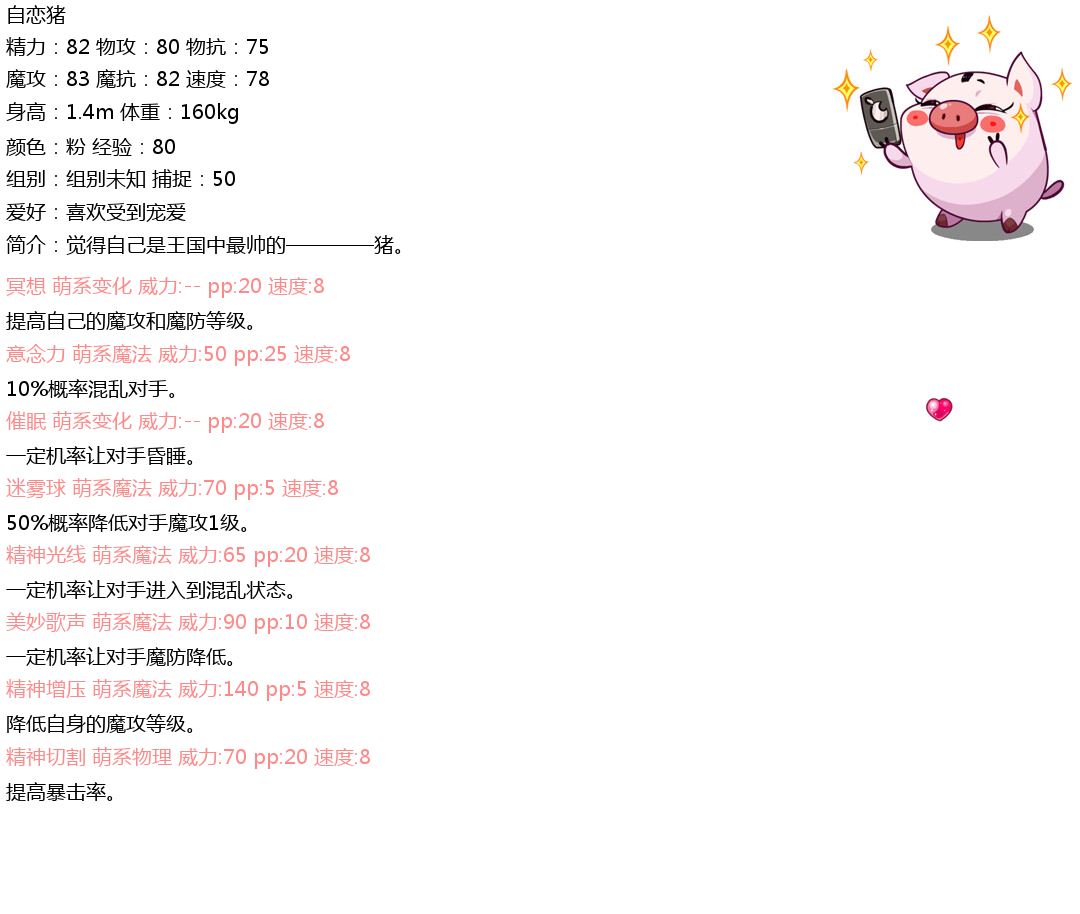 自恋猪
精力：82 物攻：80 物抗：75
魔攻：83 魔抗：82 速度：78
身高：1.4m 体重：160kg
颜色：粉 经验：80
组别：组别未知 捕捉：50
爱好：喜欢受到宠爱
简介：觉得自己是王国中最帅的————猪。
冥想 萌系变化 威力:-- pp:20 速度:8
提高自己的魔攻和魔防等级。
意念力 萌系魔法 威力:50 pp:25 速度:8
10%概率混乱对手。
催眠 萌系变化 威力:-- pp:20 速度:8
一定机率让对手昏睡。
迷雾球 萌系魔法 威力:70 pp:5 速度:8
50%概率降低对手魔攻1级。
精神光线 萌系魔法 威力:65 pp:20 速度:8
一定机率让对手进入到混乱状态。
美妙歌声 萌系魔法 威力:90 pp:10 速度:8
一定机率让对手魔防降低。
精神增压 萌系魔法 威力:140 pp:5 速度:8
降低自身的魔攻等级。
精神切割 萌系物理 威力:70 pp:20 速度:8
提高暴击率。